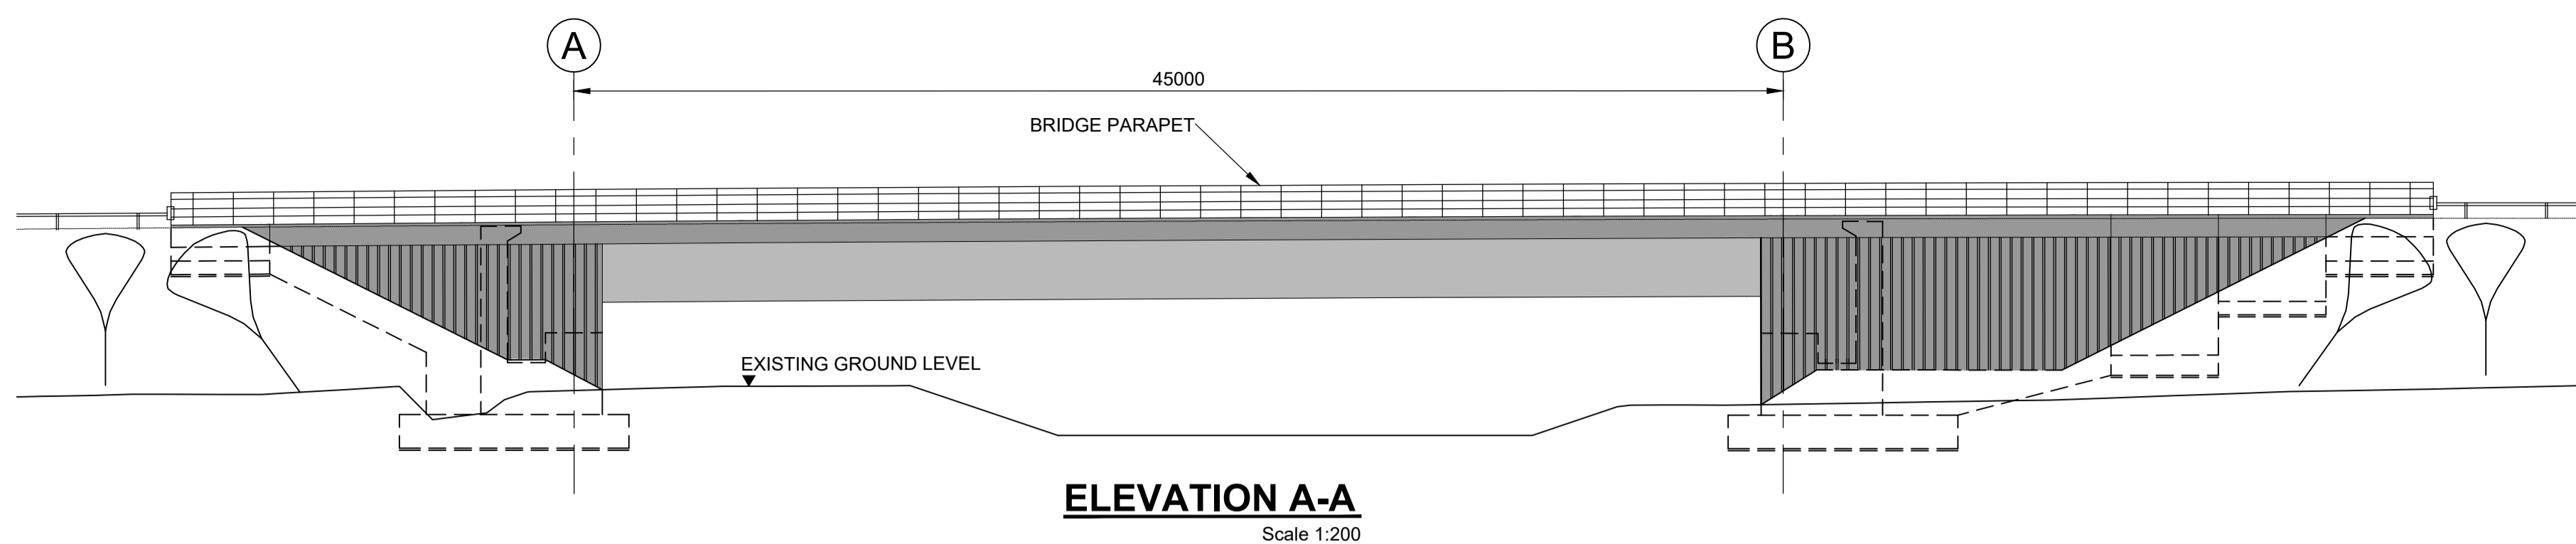 A
B
45000
BRIDGE PARAPET
EXISTING GROUND LEVEL
ELEVATION A-A
Scale 1:200